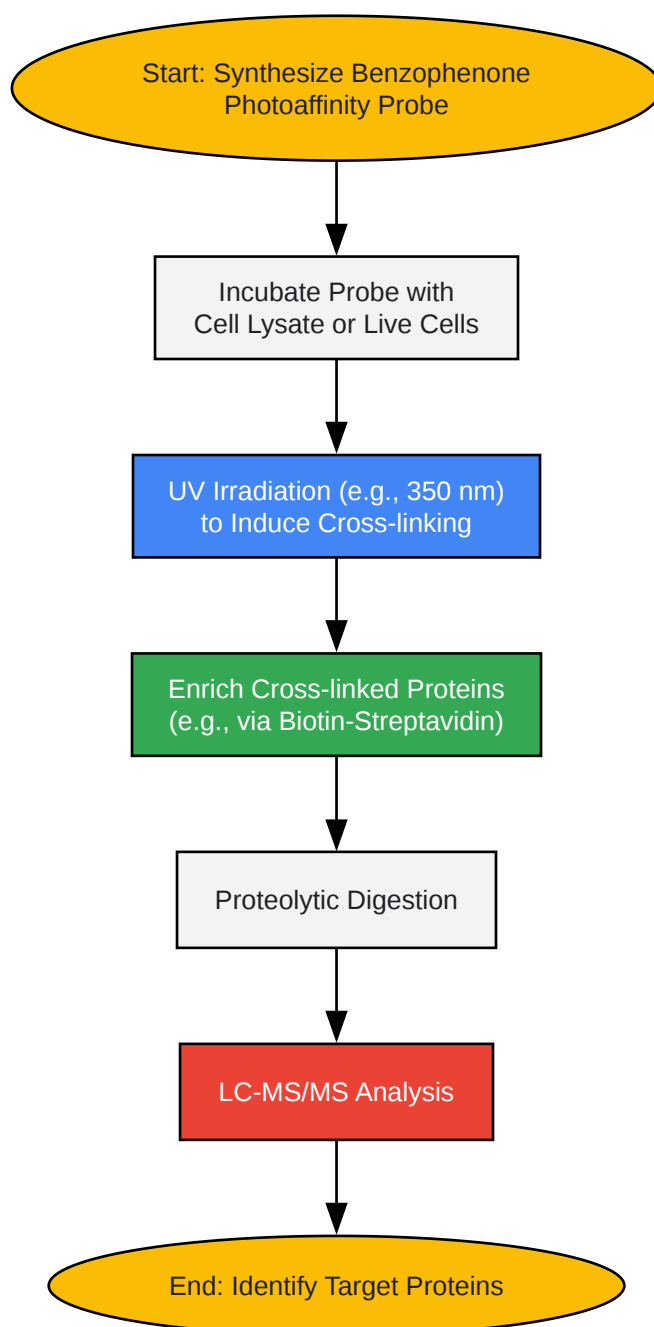 Start: Synthesize Benzophenone
Photoaffinity Probe
Incubate Probe with
Cell Lysate or Live Cells
UV Irradiation (e.g., 350 nm)
to Induce Cross-linking
Enrich Cross-linked Proteins
(e.g., via Biotin-Streptavidin)
Proteolytic Digestion
LC-MS/MS Analysis
End: Identify Target Proteins